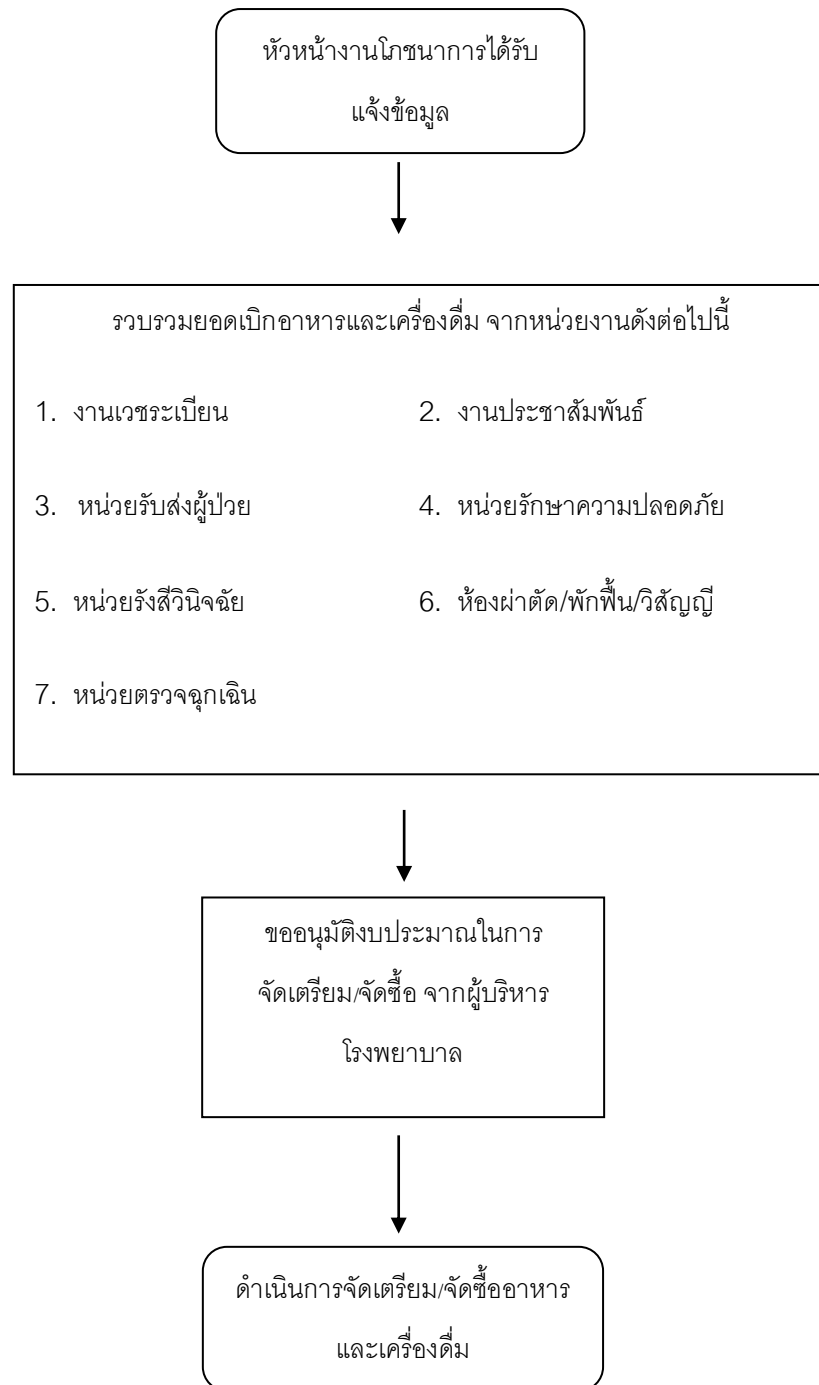 หัวหน้างานโภชนาการได้รับ
แจ้งข้อมูล
รวบรวมยอดเบิกอาหารและเครื่องดื่ม จากหน่วยงานดังต่อไปนี้
1. งานเวชระเบียน 2. งานประชาสัมพันธ์
3. หน่วยรับส่งผู้ป่วย 4. หน่วยรักษาความปลอดภัย
5. หน่วยรังสีวินิจฉัย 6. ห้องผ่าตัด/พักฟื้น/วิสัญญี
7. หน่วยตรวจฉุกเฉิน
ขออนุมัติงบประมาณในการ
จัดเตรียม/จัดซื้อ จากผู้บริหาร
โรงพยาบาล
ดำเนินการจัดเตรียม/จัดซื้ออาหาร
และเครื่องดื่ม